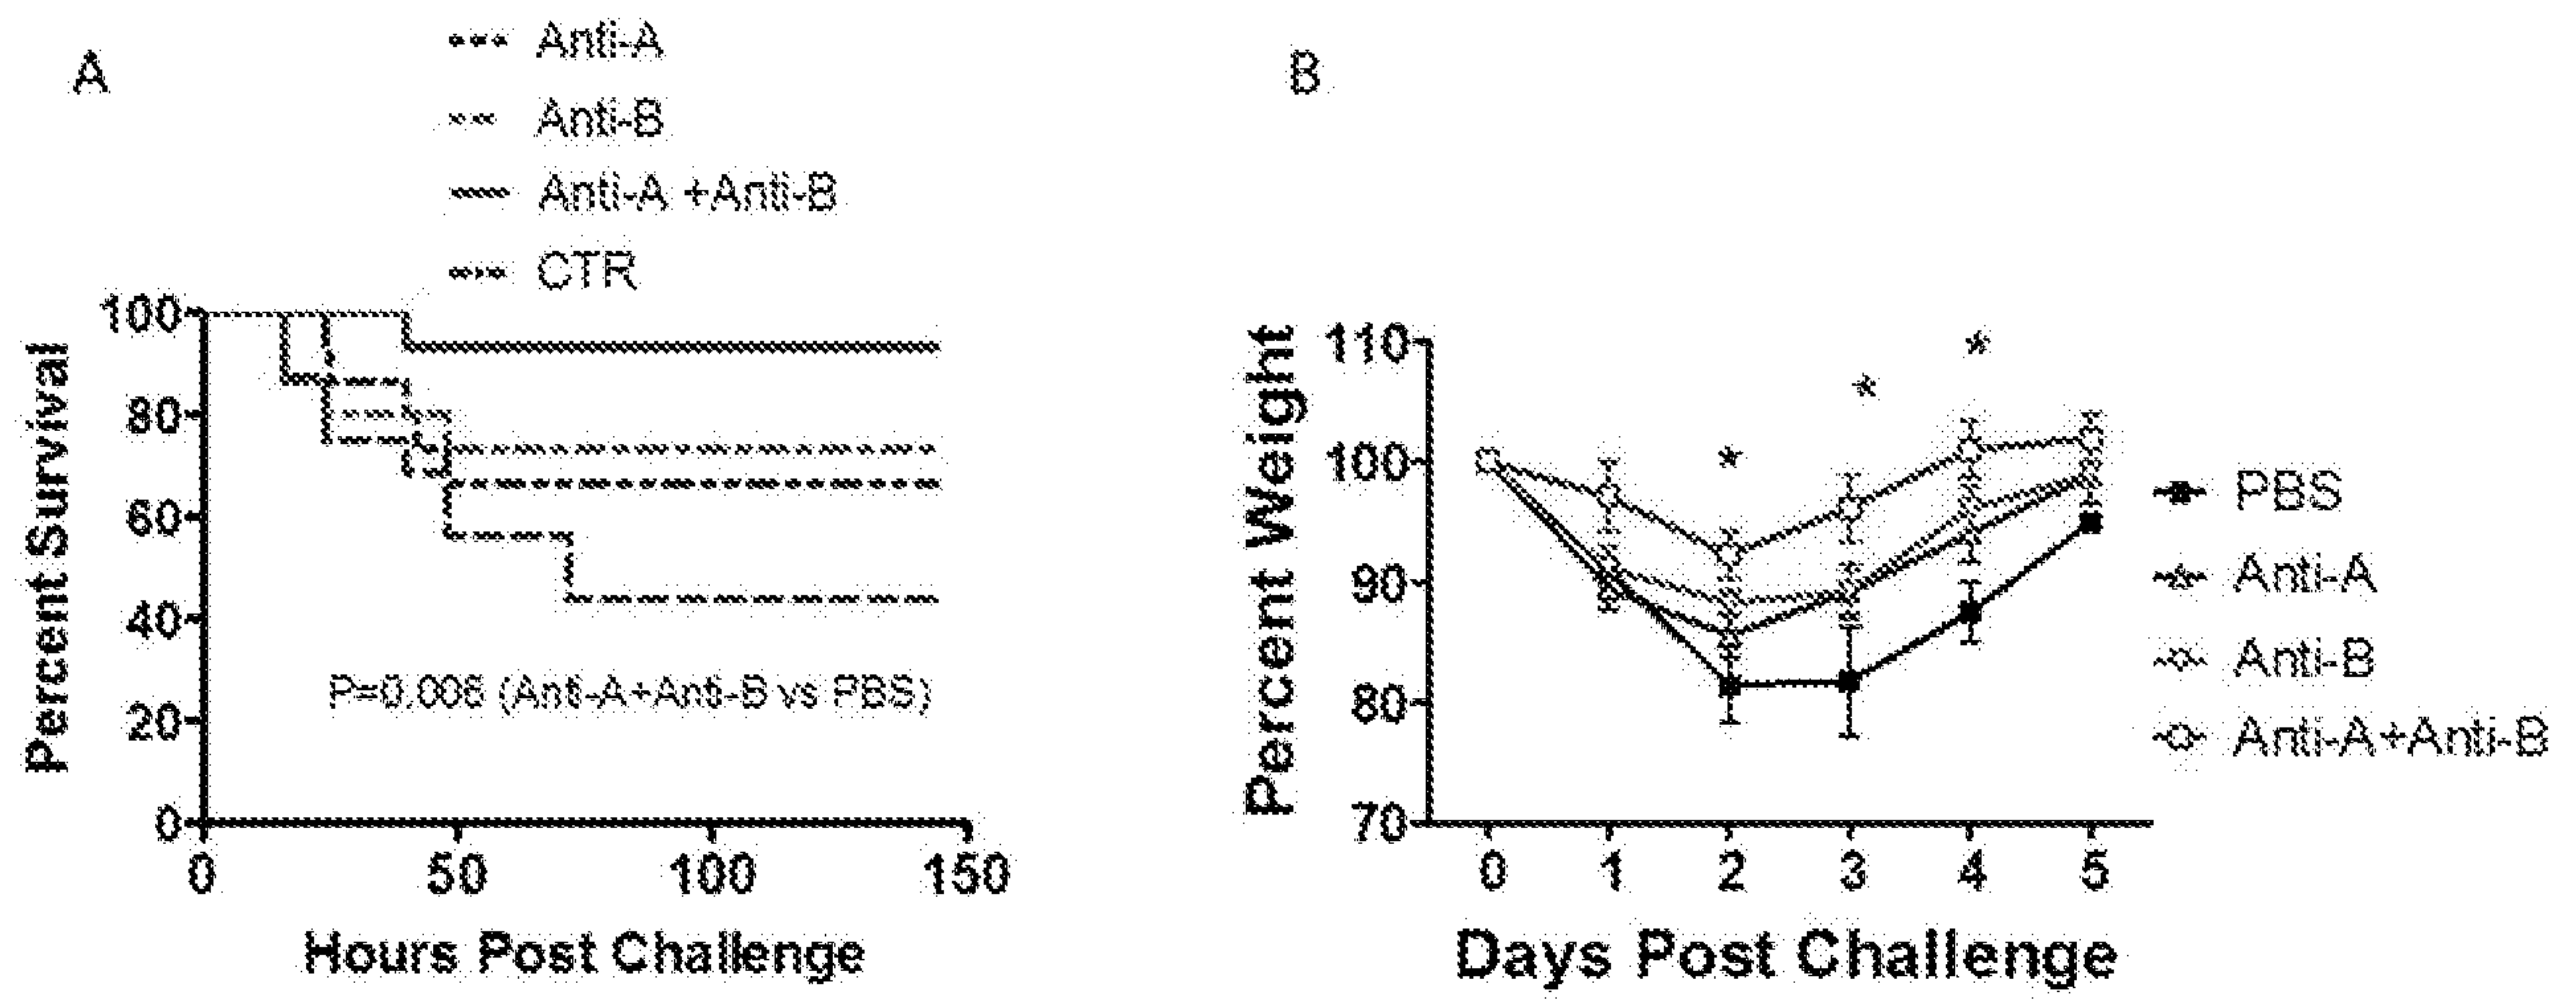 A
Anti-A
Anti-B
Anti-A +Anti-B
CTR
Percent Survival
100
80
60
40
20
0
P=0.006 (Anti-A+Anti-B vs PBS)
0 50 100 150
Hours Post Challenge
B
Percent Weight
110
100
90
80
70
* * *
0 1 2 3 4 5
Days Post Challenge
PBS
Anti-A
Anti-B
Anti-A+Anti-B